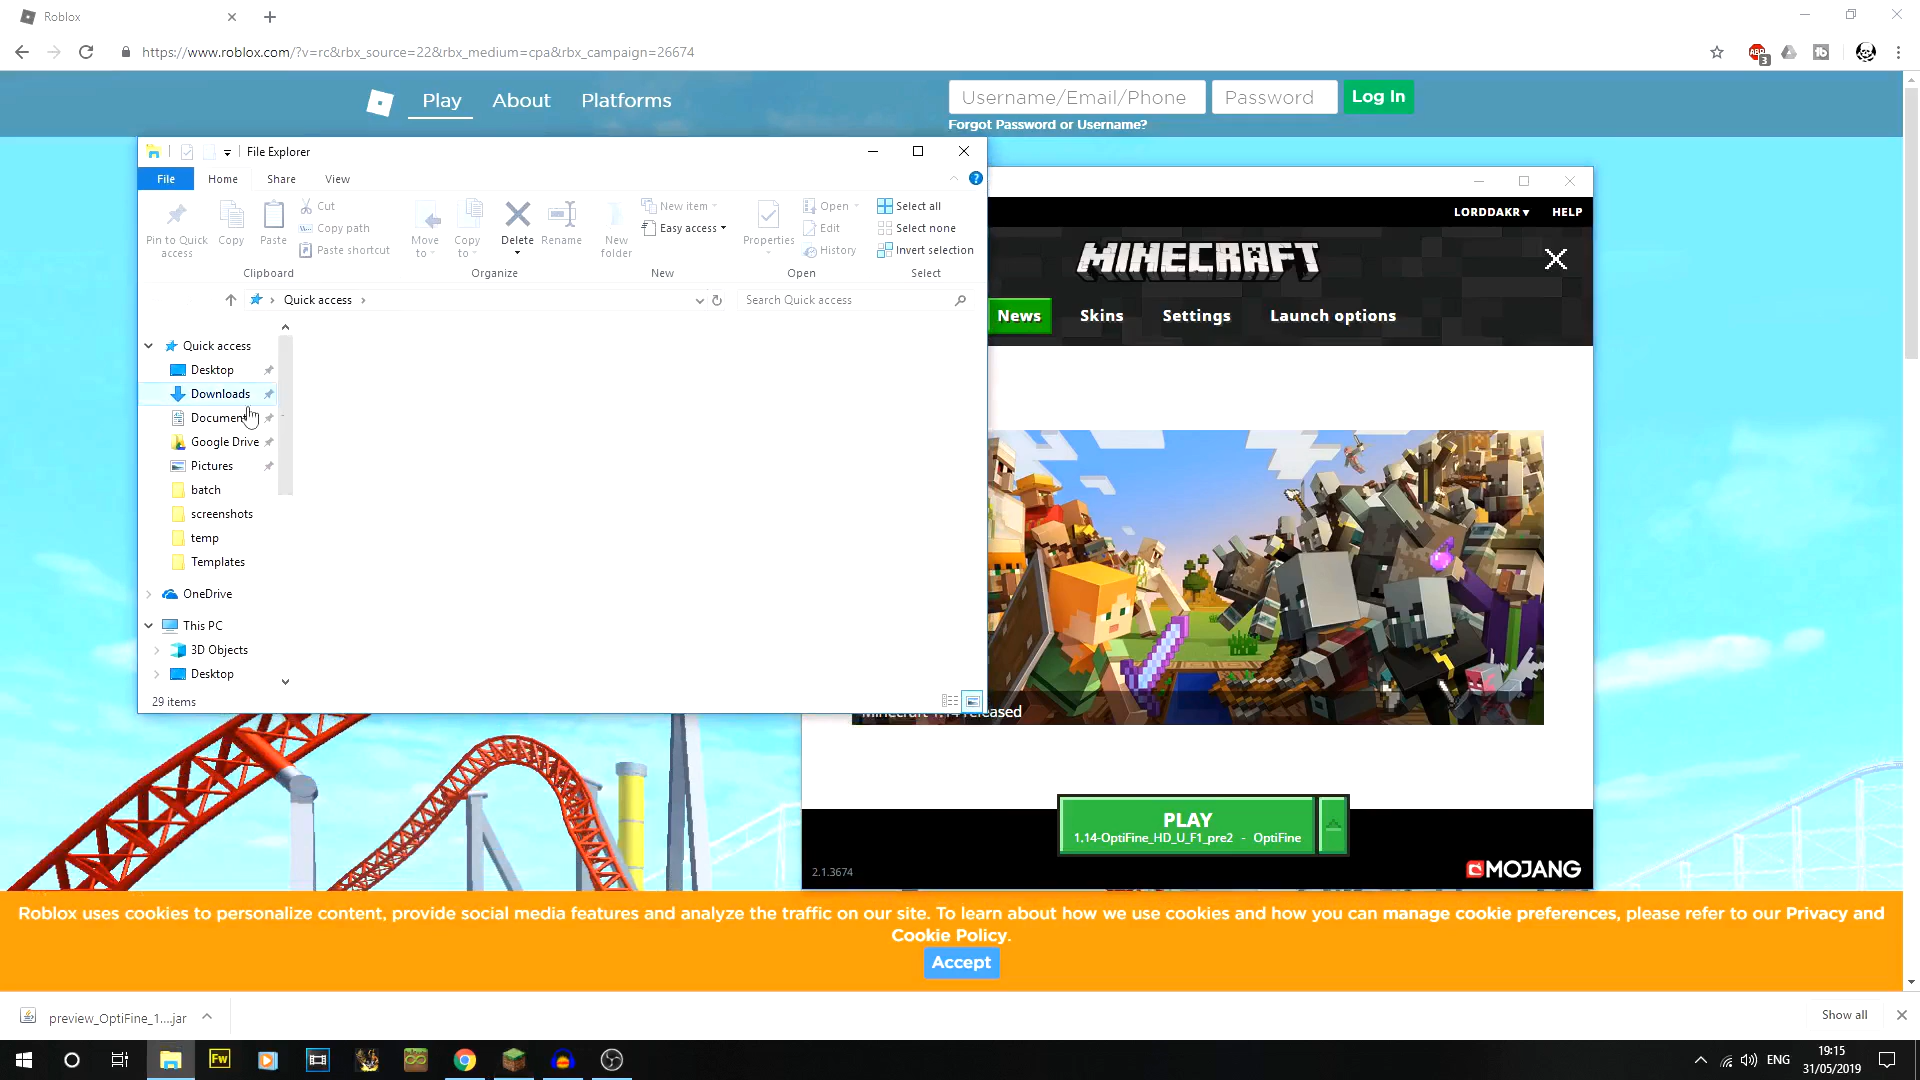 Roblox
https://www.roblox.com/?v=rc&rbx_source=22&rbx_medium=cpa&rbx_campaign=26674
ABP
3
Play About Platforms
Username/Email/Phone Password Log In
Forgot Password or Username?
File Explorer
File Home Share View
Pin to Quick access
Copy
Paste
Cut
Copy path
Paste shortcut
Clipboard
Move to
Copy to
Delete
Rename
Organize
New folder
New item
Easy access
New
Properties
Open
Edit
History
Open
Select all
Select none
Invert selection
Select
Quick access
Search Quick access
Quick access
Desktop
Downloads
Google Drive
Pictures
batch
screenshots
temp
Templates
OneDrive
This PC
3D Objects
Desktop
29 items
LORDDAKR HELP
MINECRAFT
News Skins Settings Launch options
PLAY
1.14-OptiFine_HD_U_F1_pre2 - OptiFine
2.1.3674
MOJANG
Roblox uses cookies to personalize content, provide social media features and analyze the traffic on our site. To learn about how we use cookies and how you can manage cookie preferences, please refer to our Privacy and
Cookie Policy.
Accept
preview_OptiFine_1....jar
Show all
Fw
ENG
19:15
31/05/2019